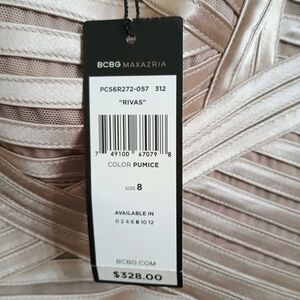 BCBG MAXAZRIA
PCS6R272-057 312
"RIVAS"
7 49100 67079 8
COLOR PUMICE
SIZE 8
AVAILABLE IN
0 2 4 6 8 10 12
BCBG.COM
$328.00